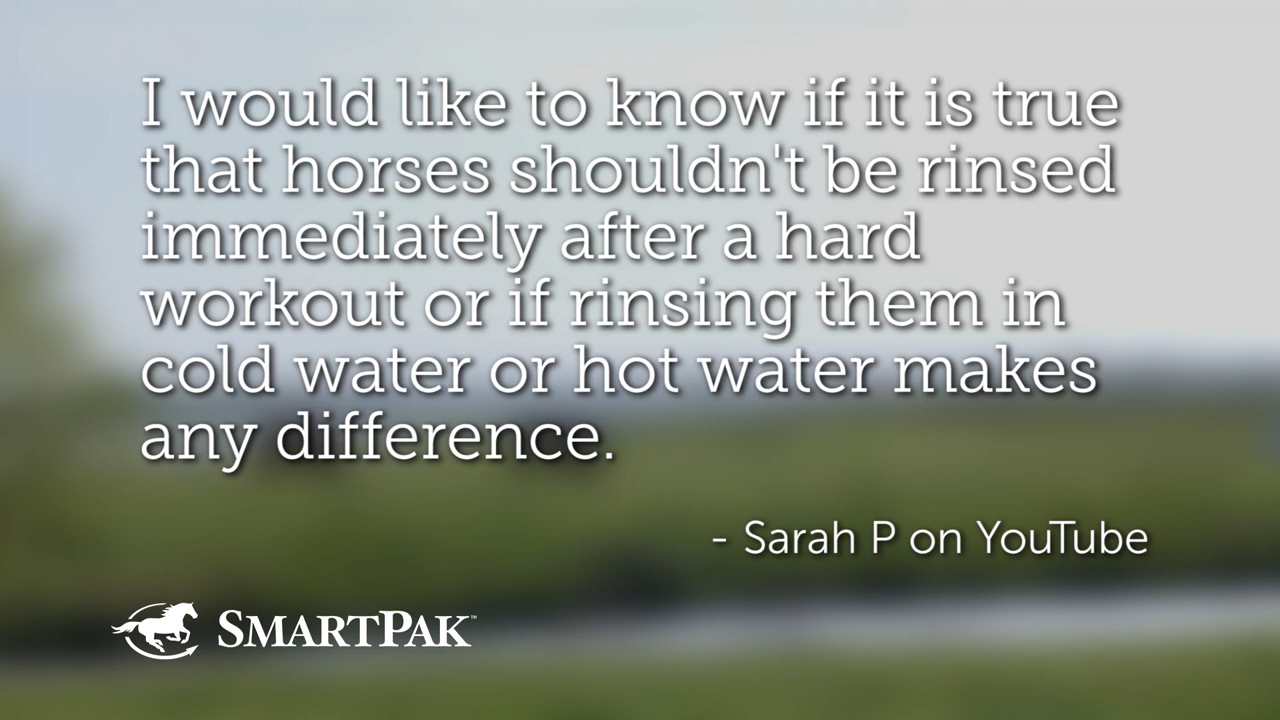 I would like to know if it is true
that horses shouldn't be rinsed
immediately after a hard
workout or if rinsing them in
cold water or hot water makes
any difference.
- Sarah P on YouTube
SMARTPAK™